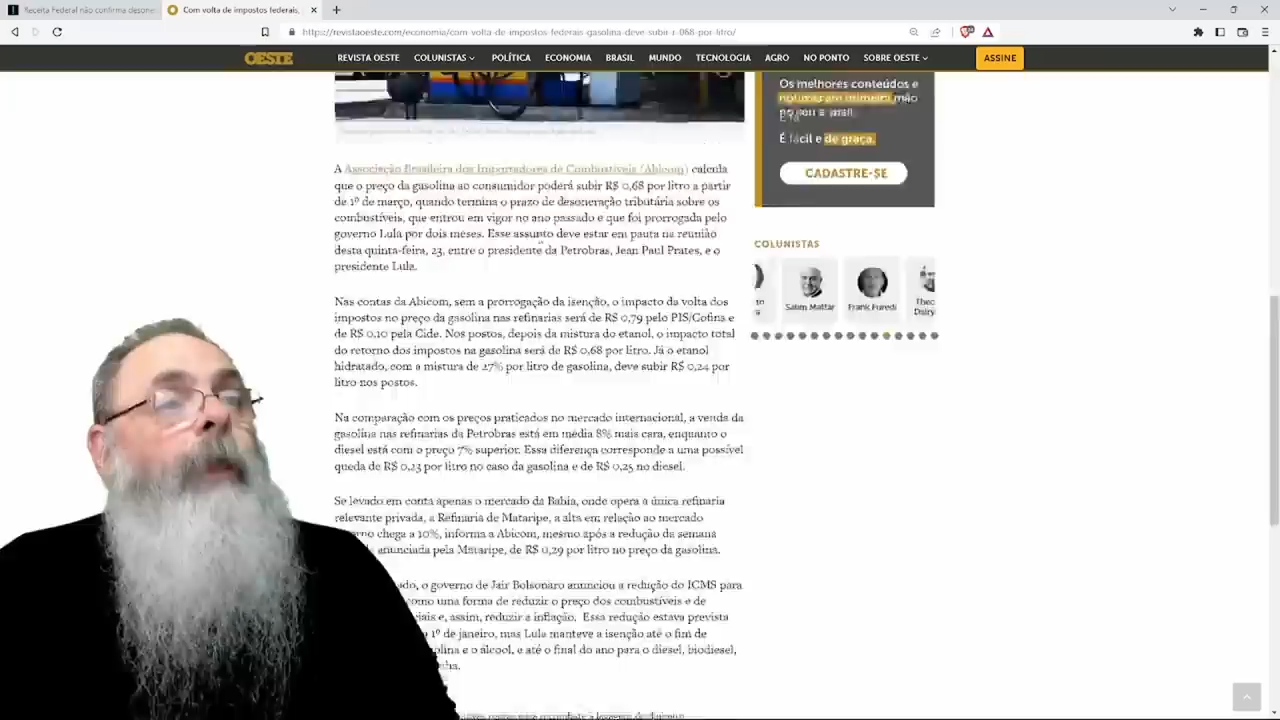 Receita Federal não confirma desoner
Com volta de impostos federais,
https://revistaoeste.com/economia/com-volta-de-impostos-federais-gasolina-deve-subir-r-068-por-litro/
OESTE
REVISTA OESTE COLUNISTAS POLÍTICA ECONOMIA BRASIL MUNDO TECNOLOGIA AGRO NO PONTO SOBRE OESTE ASSINE
A Associação Brasileira dos Importadores de Combustíveis (Abicom) calcula
que o preço da gasolina ao consumidor poderá subir R$ 0,68 por litro a partir
de 1º de março, quando termina o prazo de desoneração tributária sobre os
combustíveis, que entrou em vigor no ano passado e que foi prorrogada pelo
governo Lula por dois meses. Esse assunto deve estar em pauta na reunião
desta quinta-feira, 23, entre o presidente da Petrobras, Jean Paul Prates, e o
presidente Lula.
Nas contas da Abicom, sem a prorrogação da isenção, o impacto da volta dos
impostos no preço da gasolina nas refinarias será de R$ 0,79 pelo PIS/Cofins e
de R$ 0,10 pela Cide. Nos postos, depois da mistura do etanol, o impacto total
do retorno dos impostos na gasolina será de R$ 0,68 por litro. Já o etanol
hidratado, com a mistura de 27% por litro de gasolina, deve subir R$ 0,24 por
litro nos postos.
Na comparação com os preços praticados no mercado internacional, a venda da
gasolina nas refinarias da Petrobras está em média 8% mais cara, enquanto o
diesel está com o preço 7% superior. Essa diferença corresponde a uma possível
queda de R$ 0,23 por litro no caso da gasolina e de R$ 0,25 no diesel.
Se levado em conta apenas o mercado da Bahia, onde opera a única refinaria
relevante privada, a Refinaria de Mataripe, a alta em relação ao mercado
chega a 10%, informa a Abicom, mesmo após a redução da semana
anunciada pela Mataripe, de R$ 0,29 por litro no preço da gasolina.
o governo de Jair Bolsonaro anunciou a redução do ICMS para
como uma forma de reduzir o preço dos combustíveis e de
e, assim, reduzir a inflação. Essa redução estava prevista
1º de janeiro, mas Lula manteve a isenção até o fim de
e o álcool, e até o final do ano para o diesel, biodiesel,
Os melhores conteúdos e
mão
É fácil e de graça.
CADASTRE-SE
COLUNISTAS
Salim Mattar
Frank Furedi
Theo
Dalry